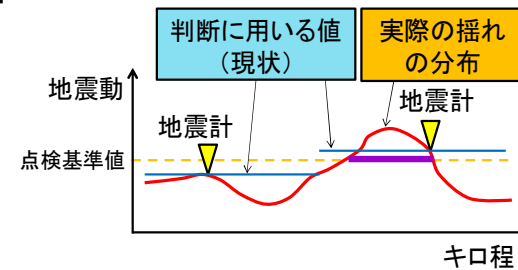 判断に用いる値
（現状）
実際の揺れ
の分布
地震動
地震計
地震計
点検基準値
キロ程